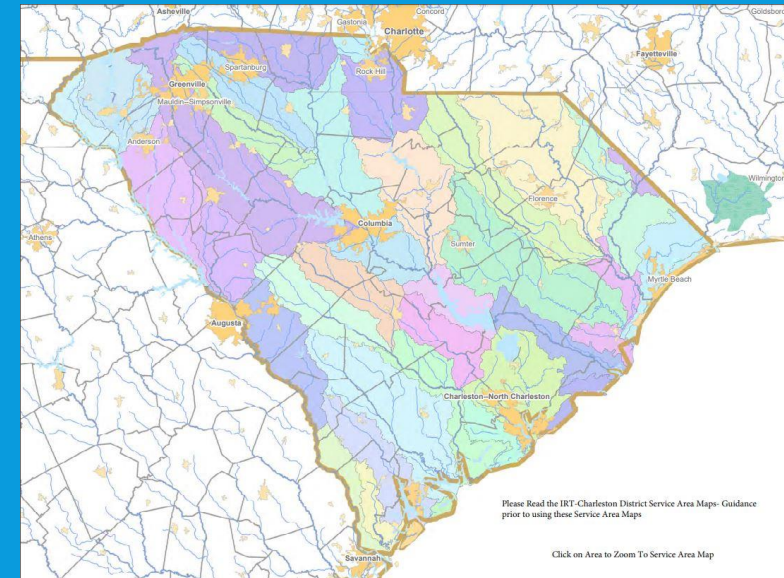 Asheville
Concord
Gastonia
Goldsboro
Charlotte
Fayetteville
Spartanburg
Rock Hill
Greenville
Mauldin–Simpsonville
Anderson
Wilmington
Florence
Athens
Columbia
Sumter
Myrtle Beach
Augusta
Charleston–North Charleston
Please Read the IRT-Charleston District Service Area Maps- Guidance
prior to using these Service Area Maps
Click on Area to Zoom To Service Area Map
Savannah